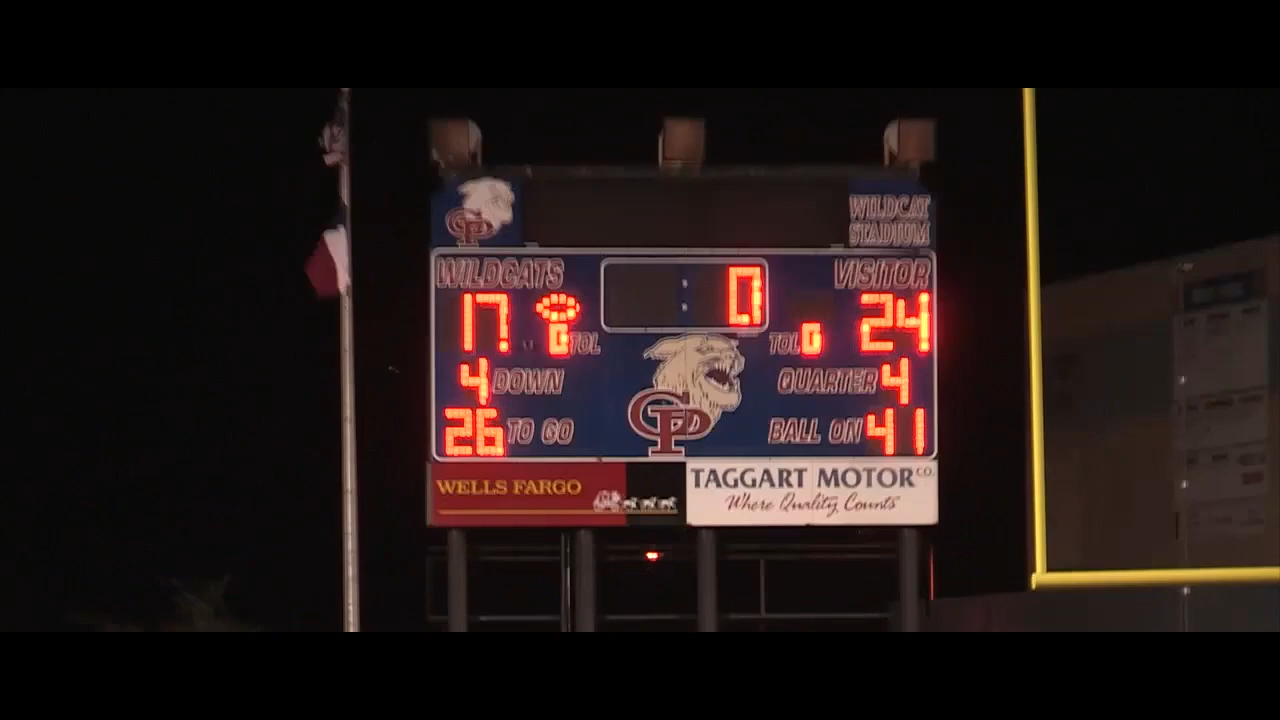 WILDCAT
STADIUM
CP
WILDCATS 0 VISITOR
17 24
TOL TOL
4 DOWN QUARTER 4
26 TO GO CP BALL ON 41
WELLS FARGO
TAGGART MOTOR CO.
Where Quality Counts